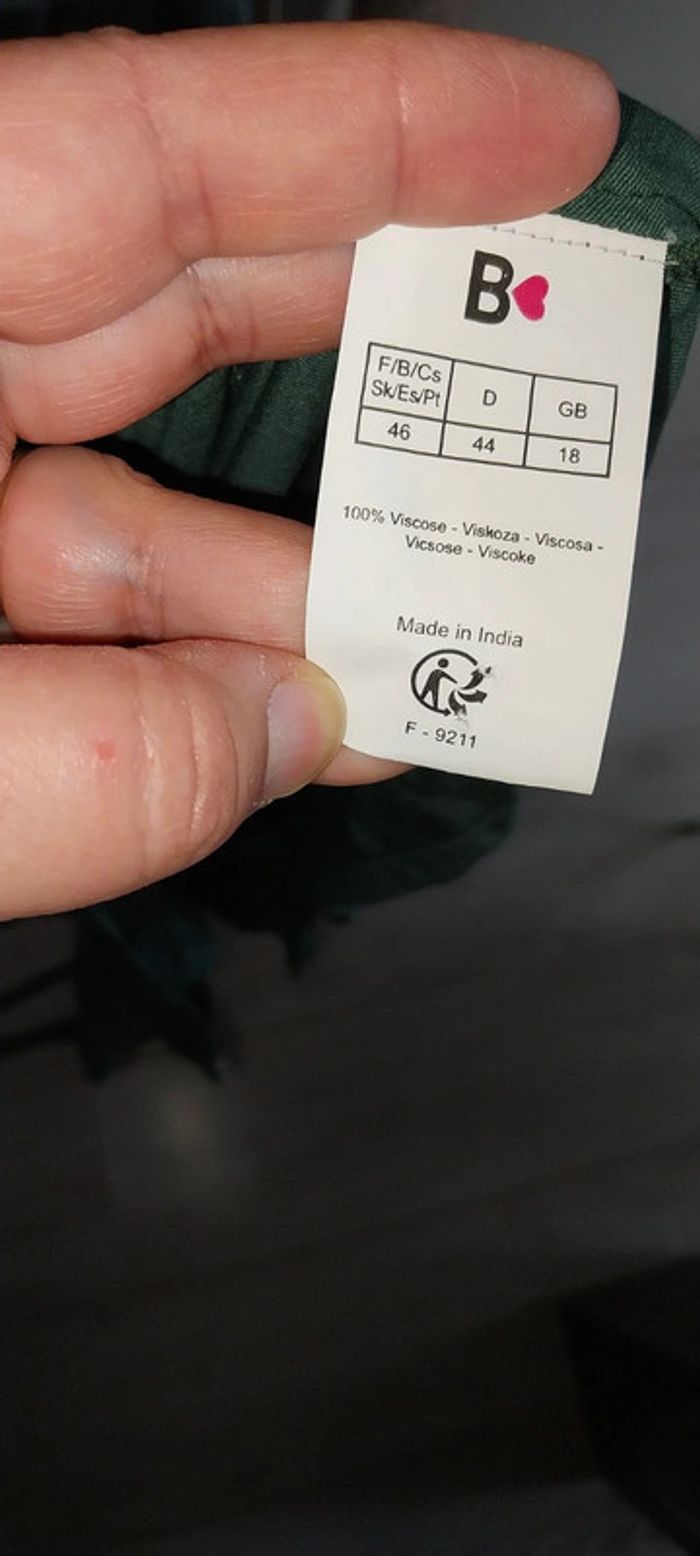 B
F/B/Cs
Sk/Es/Pt
D
GB
46
44
18
100% Viscose - Viskoza - Viscosa -
Vicsose - Viscoke
Made in India
F - 9211